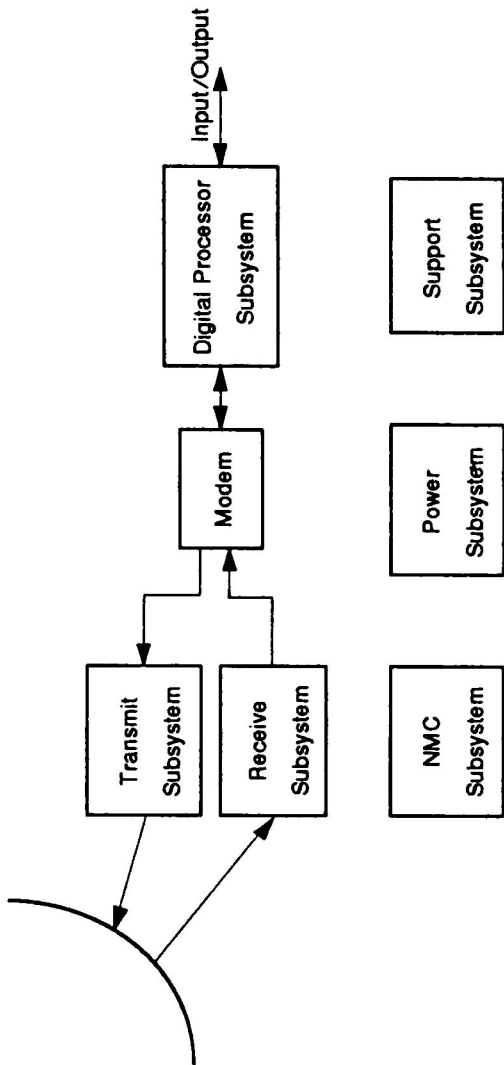 Transmit
Subsystem
Receive
Subsystem
Modem
Digital Processor
Subsystem
Input/Output
NMC
Subsystem
Power
Subsystem
Support
Subsystem